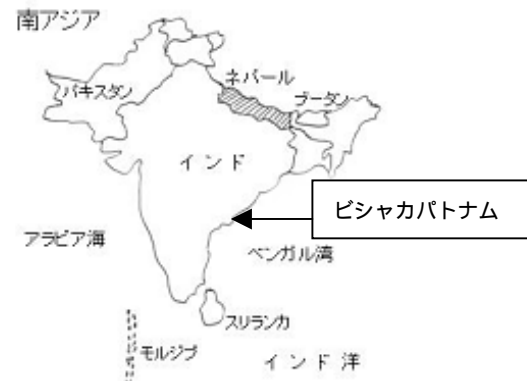 南アジア
ネパール
パキスタン
ブータン
インド
ビシャカパトナム
アラビア海
ベンガル湾
スリランカ
モルジブ
インド洋